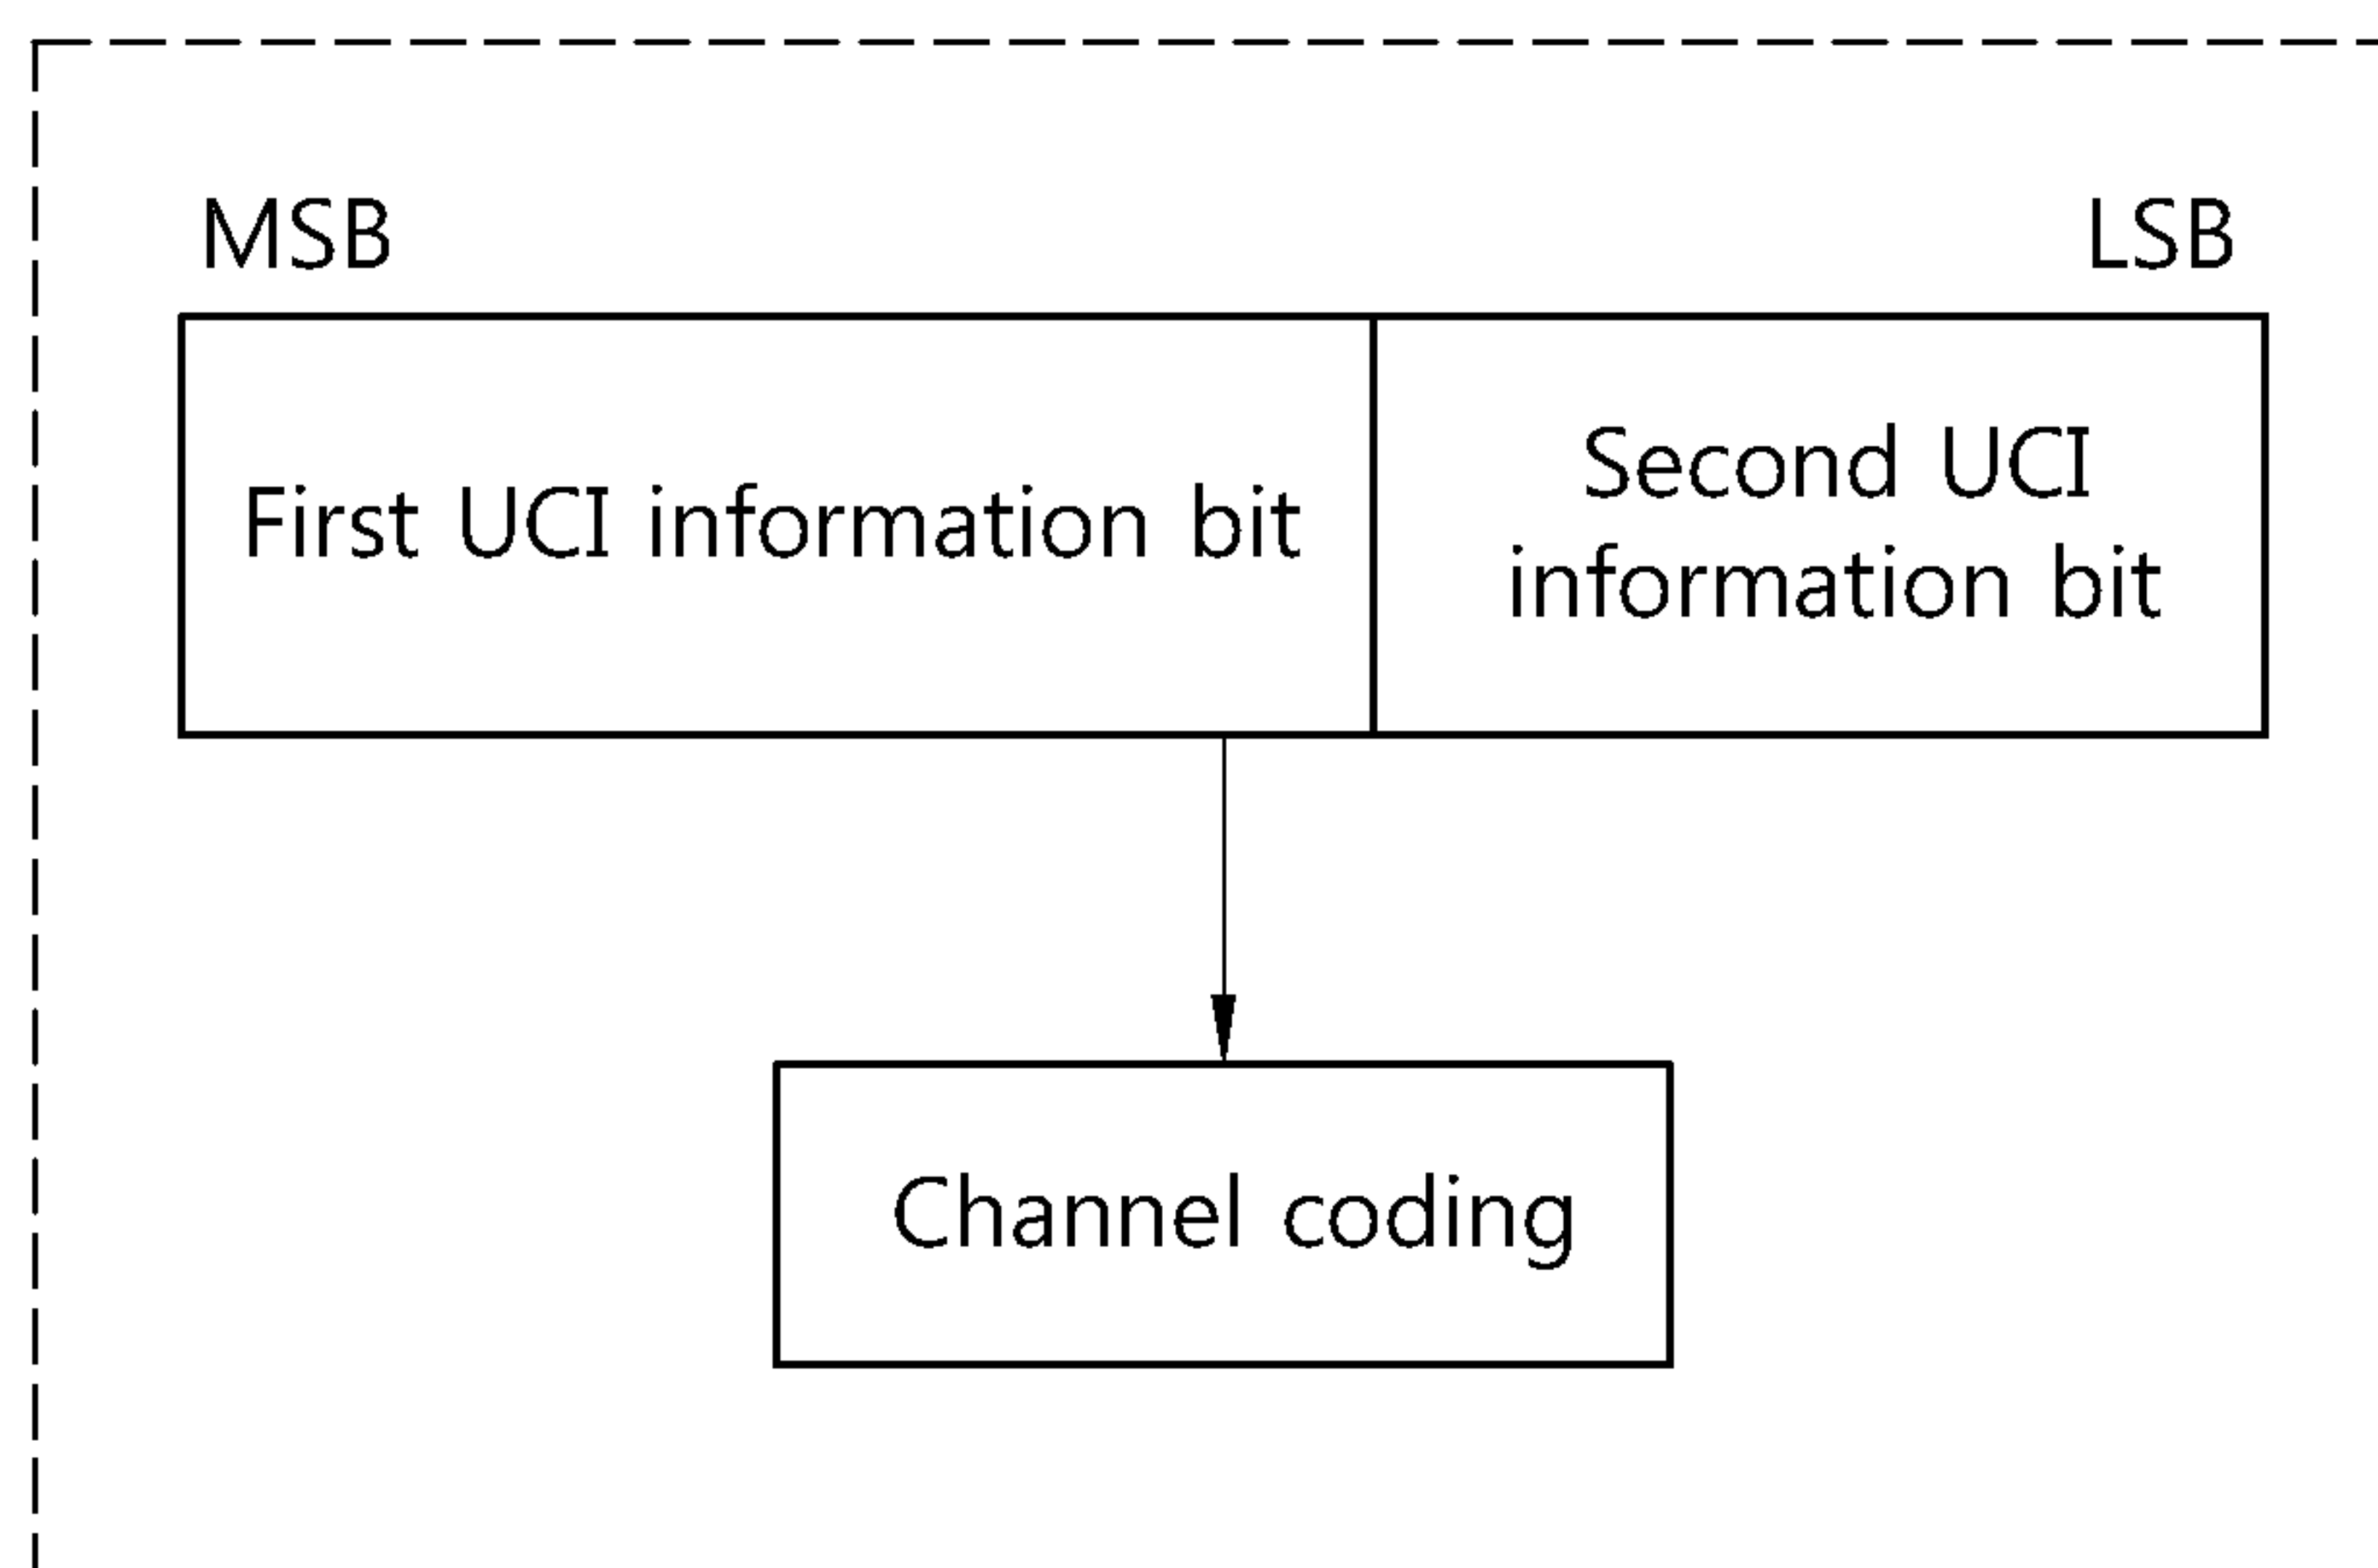 MSB
LSB
First UCI information bit
Second UCI
information bit
Channel coding